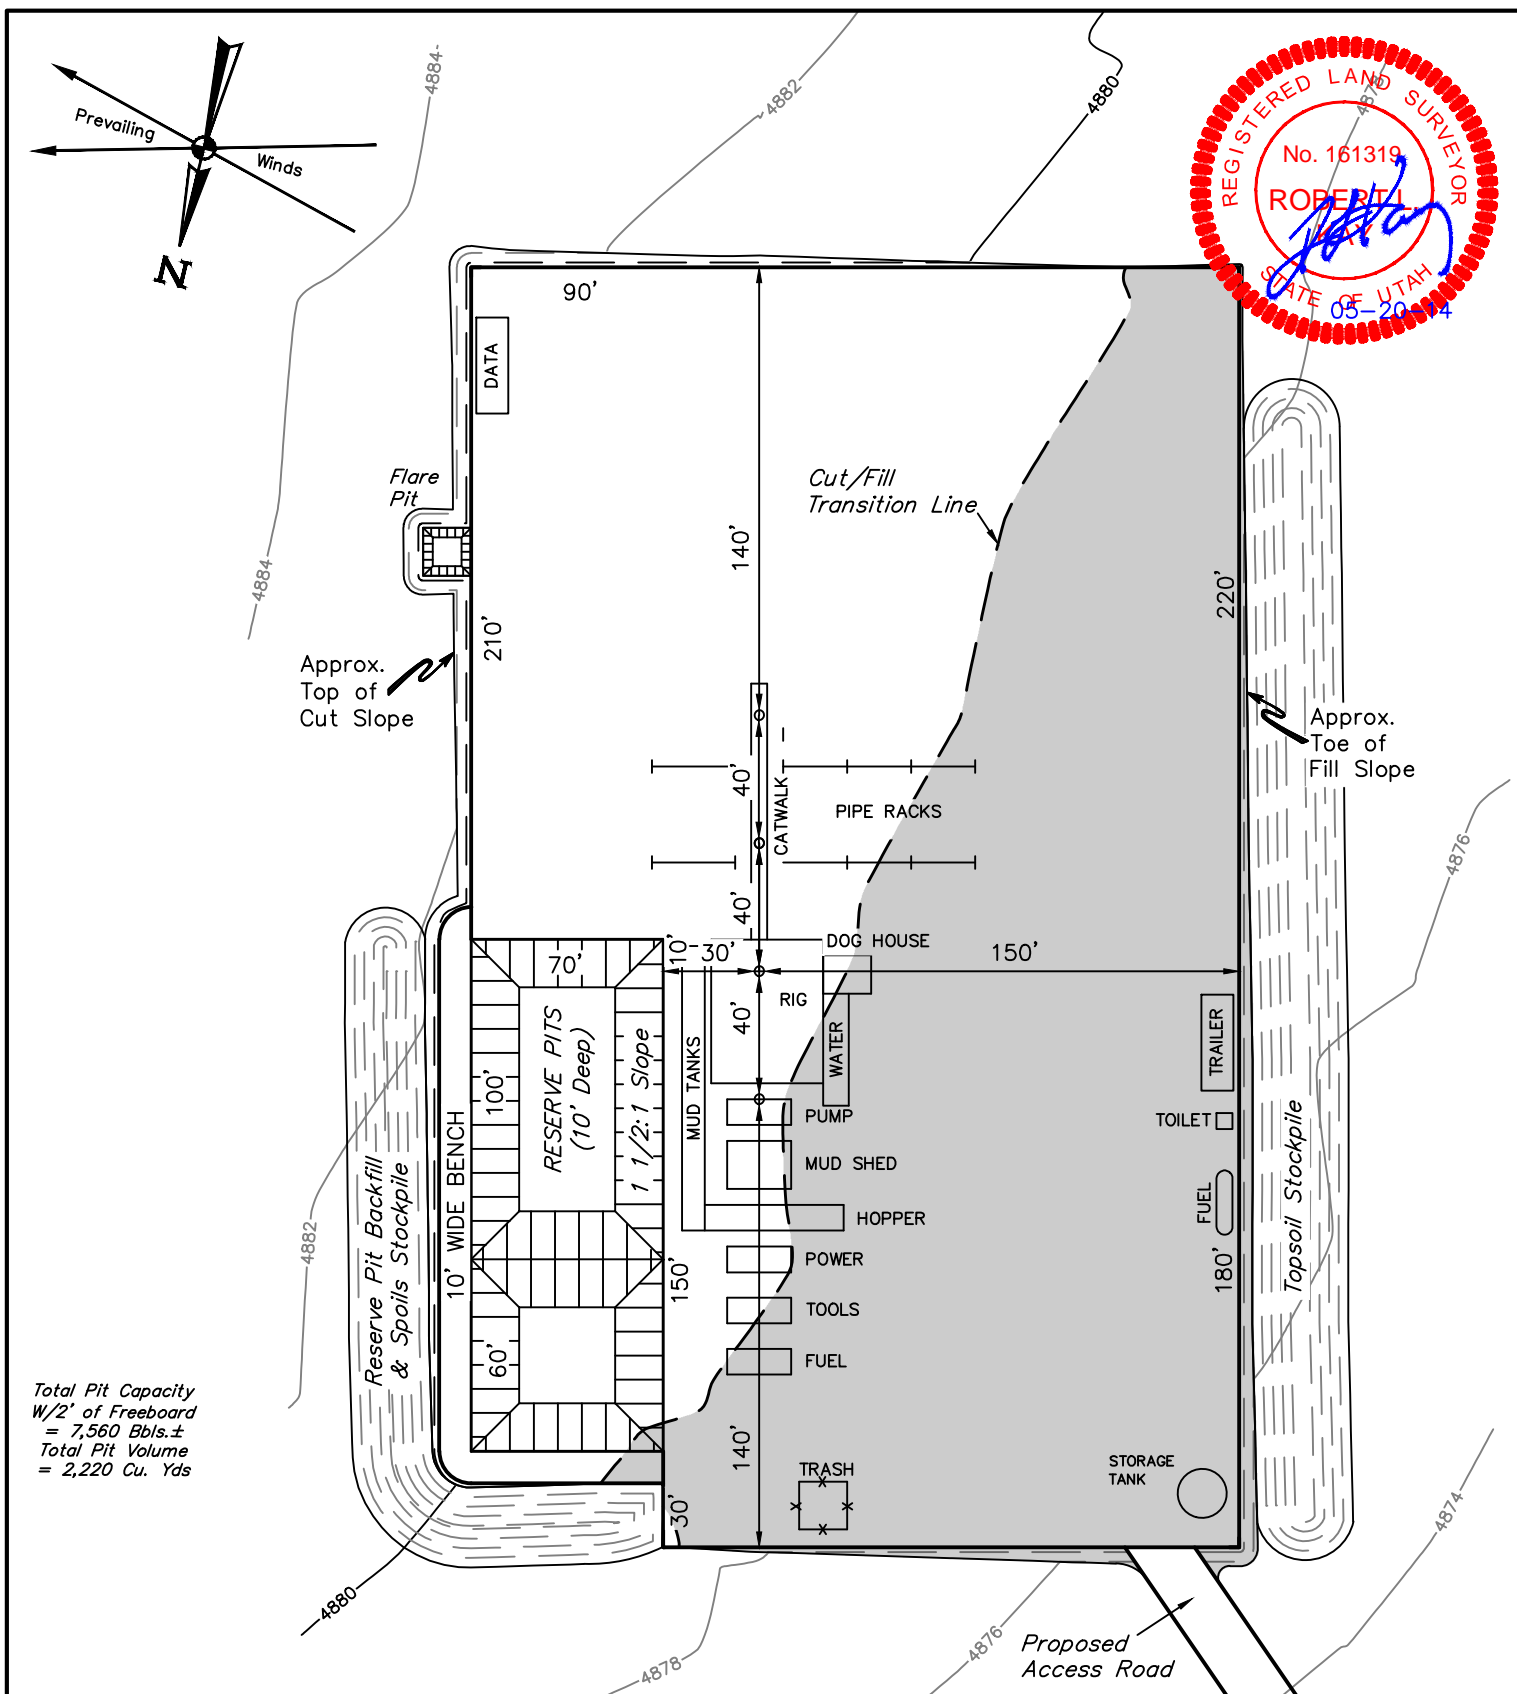 4884
4882
4880
4878
REGISTERED LAND SURVEYOR
No. 161319
ROBERT L.
STATE OF UTAH
05-20-14
Prevailing
Winds
N
90'
DATA
Flare
Pit
Cut/Fill
Transition Line
140'
4884
210'
220'
Approx.
Top of
Cut Slope
Approx.
Toe of
Fill Slope
40'
CATWALK
PIPE RACKS
4876
40'
DOG HOUSE
10'
30'
150'
70'
RIG
40'
WATER
TRAILER
RESERVE PITS
(10' Deep)
1 1/2:1 Slope
MUD TANKS
100'
PUMP
TOILET
10' WIDE BENCH
MUD SHED
Reserve Pit Backfill
& Spoils Stockpile
Topsoil Stockpile
FUEL
HOPPER
4882
150'
POWER
180'
TOOLS
60'
FUEL
Total Pit Capacity
W/2' of Freeboard
= 7,560 Bbls.±
Total Pit Volume
= 2,220 Cu. Yds
140'
TRASH
STORAGE
TANK
30'
4874
4880
4878
4876
Proposed
Access Road